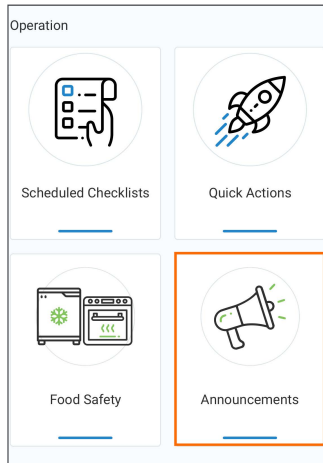 Operation
Scheduled Checklists
Quick Actions
Food Safety
Announcements